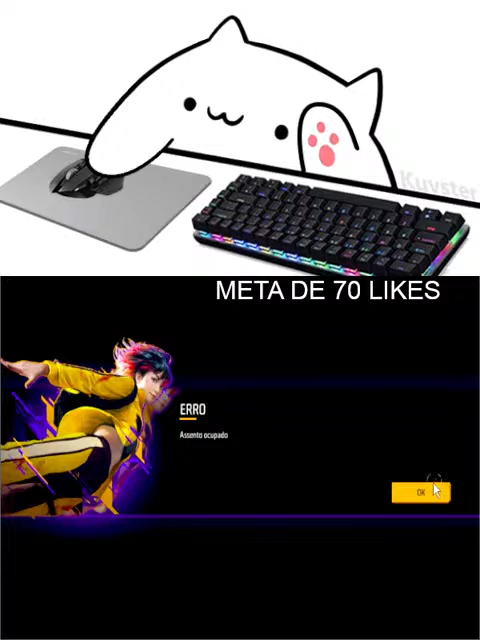 Kuvster
META DE 70 LIKES
ERRO
Assento ocupado
OK